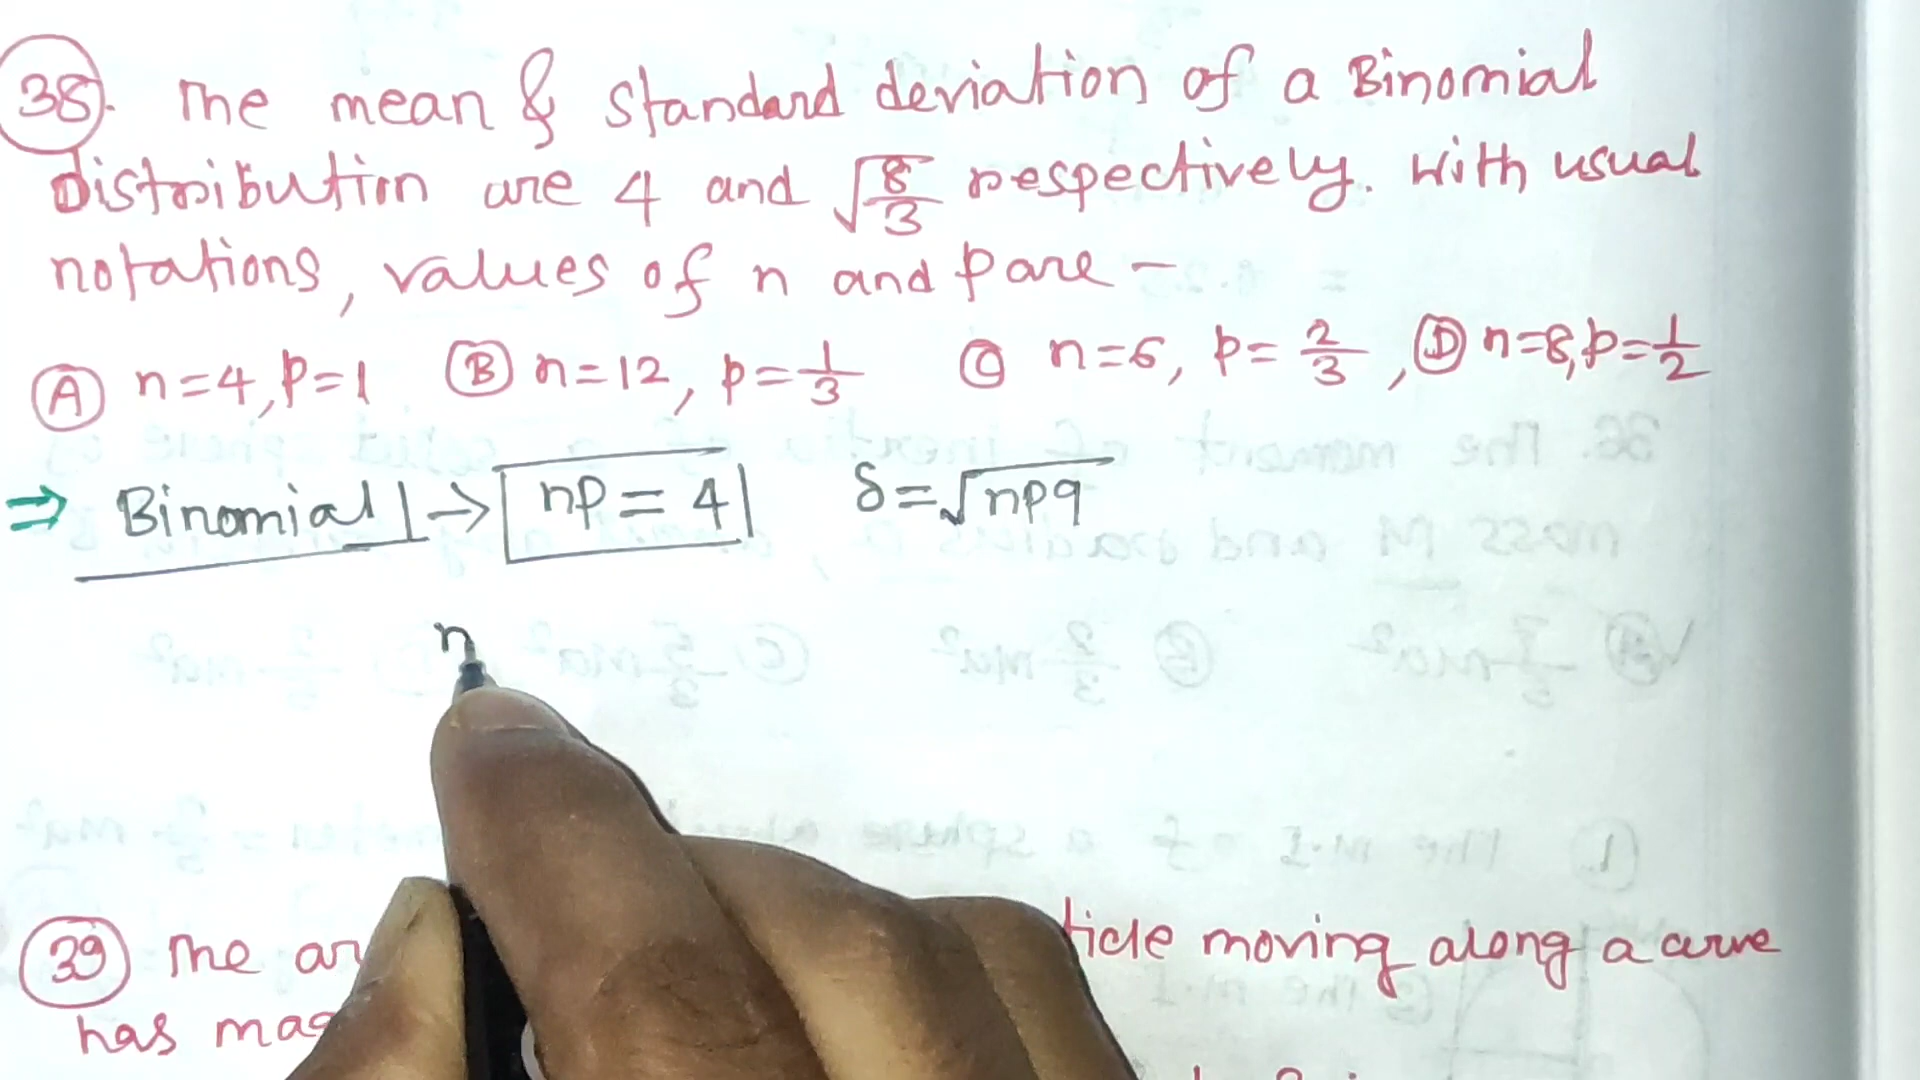 38. The mean & standard deviation of a Binomial
Distribution are 4 and √8/3 respectively. With usual
notations, values of n and p are –
(A) n=4, p=1 (B) n=12, p=1/3 (C) n=6, p=2/3, (D) n=8, p=1/2
⇒ Binomial | → np = 4 δ=√npq
n
39 The ar ticle moving along a curve
has mag